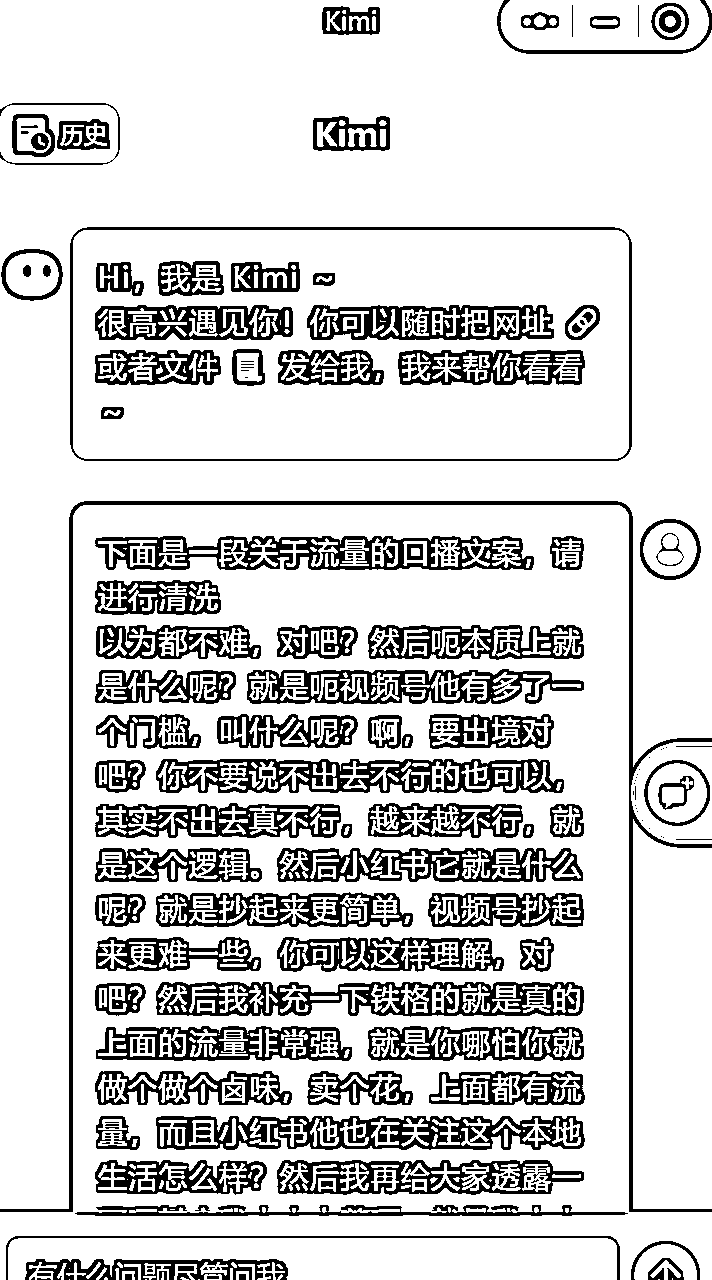 Kimi
历史
Kimi
Hi，我是 Kimi ～
很高兴遇见你！你可以随时把网址
或者文件 发给我，我来帮你看看
～
下面是一段关于流量的口播文案，请
进行清洗
以为都不难，对吧？然后呃本质上就
是什么呢？就是呃视频号他有多了一
个门槛，叫什么呢？啊，要出境对
吧？你不要说不出去不行的也可以，
其实不出去真不行，越来越不行，就
是这个逻辑。然后小红书它就是什么
呢？就是抄起来更简单，视频号抄起
来更难一些，你可以这样理解，对
吧？然后我补充一下铁格的就是真的
上面的流量非常强，就是你哪怕你就
做个做个卤味，卖个花，上面都有流
量，而且小红书他也在关注这个本地
生活怎么样？然后我再给大家透露一
有什么问题尽管问我